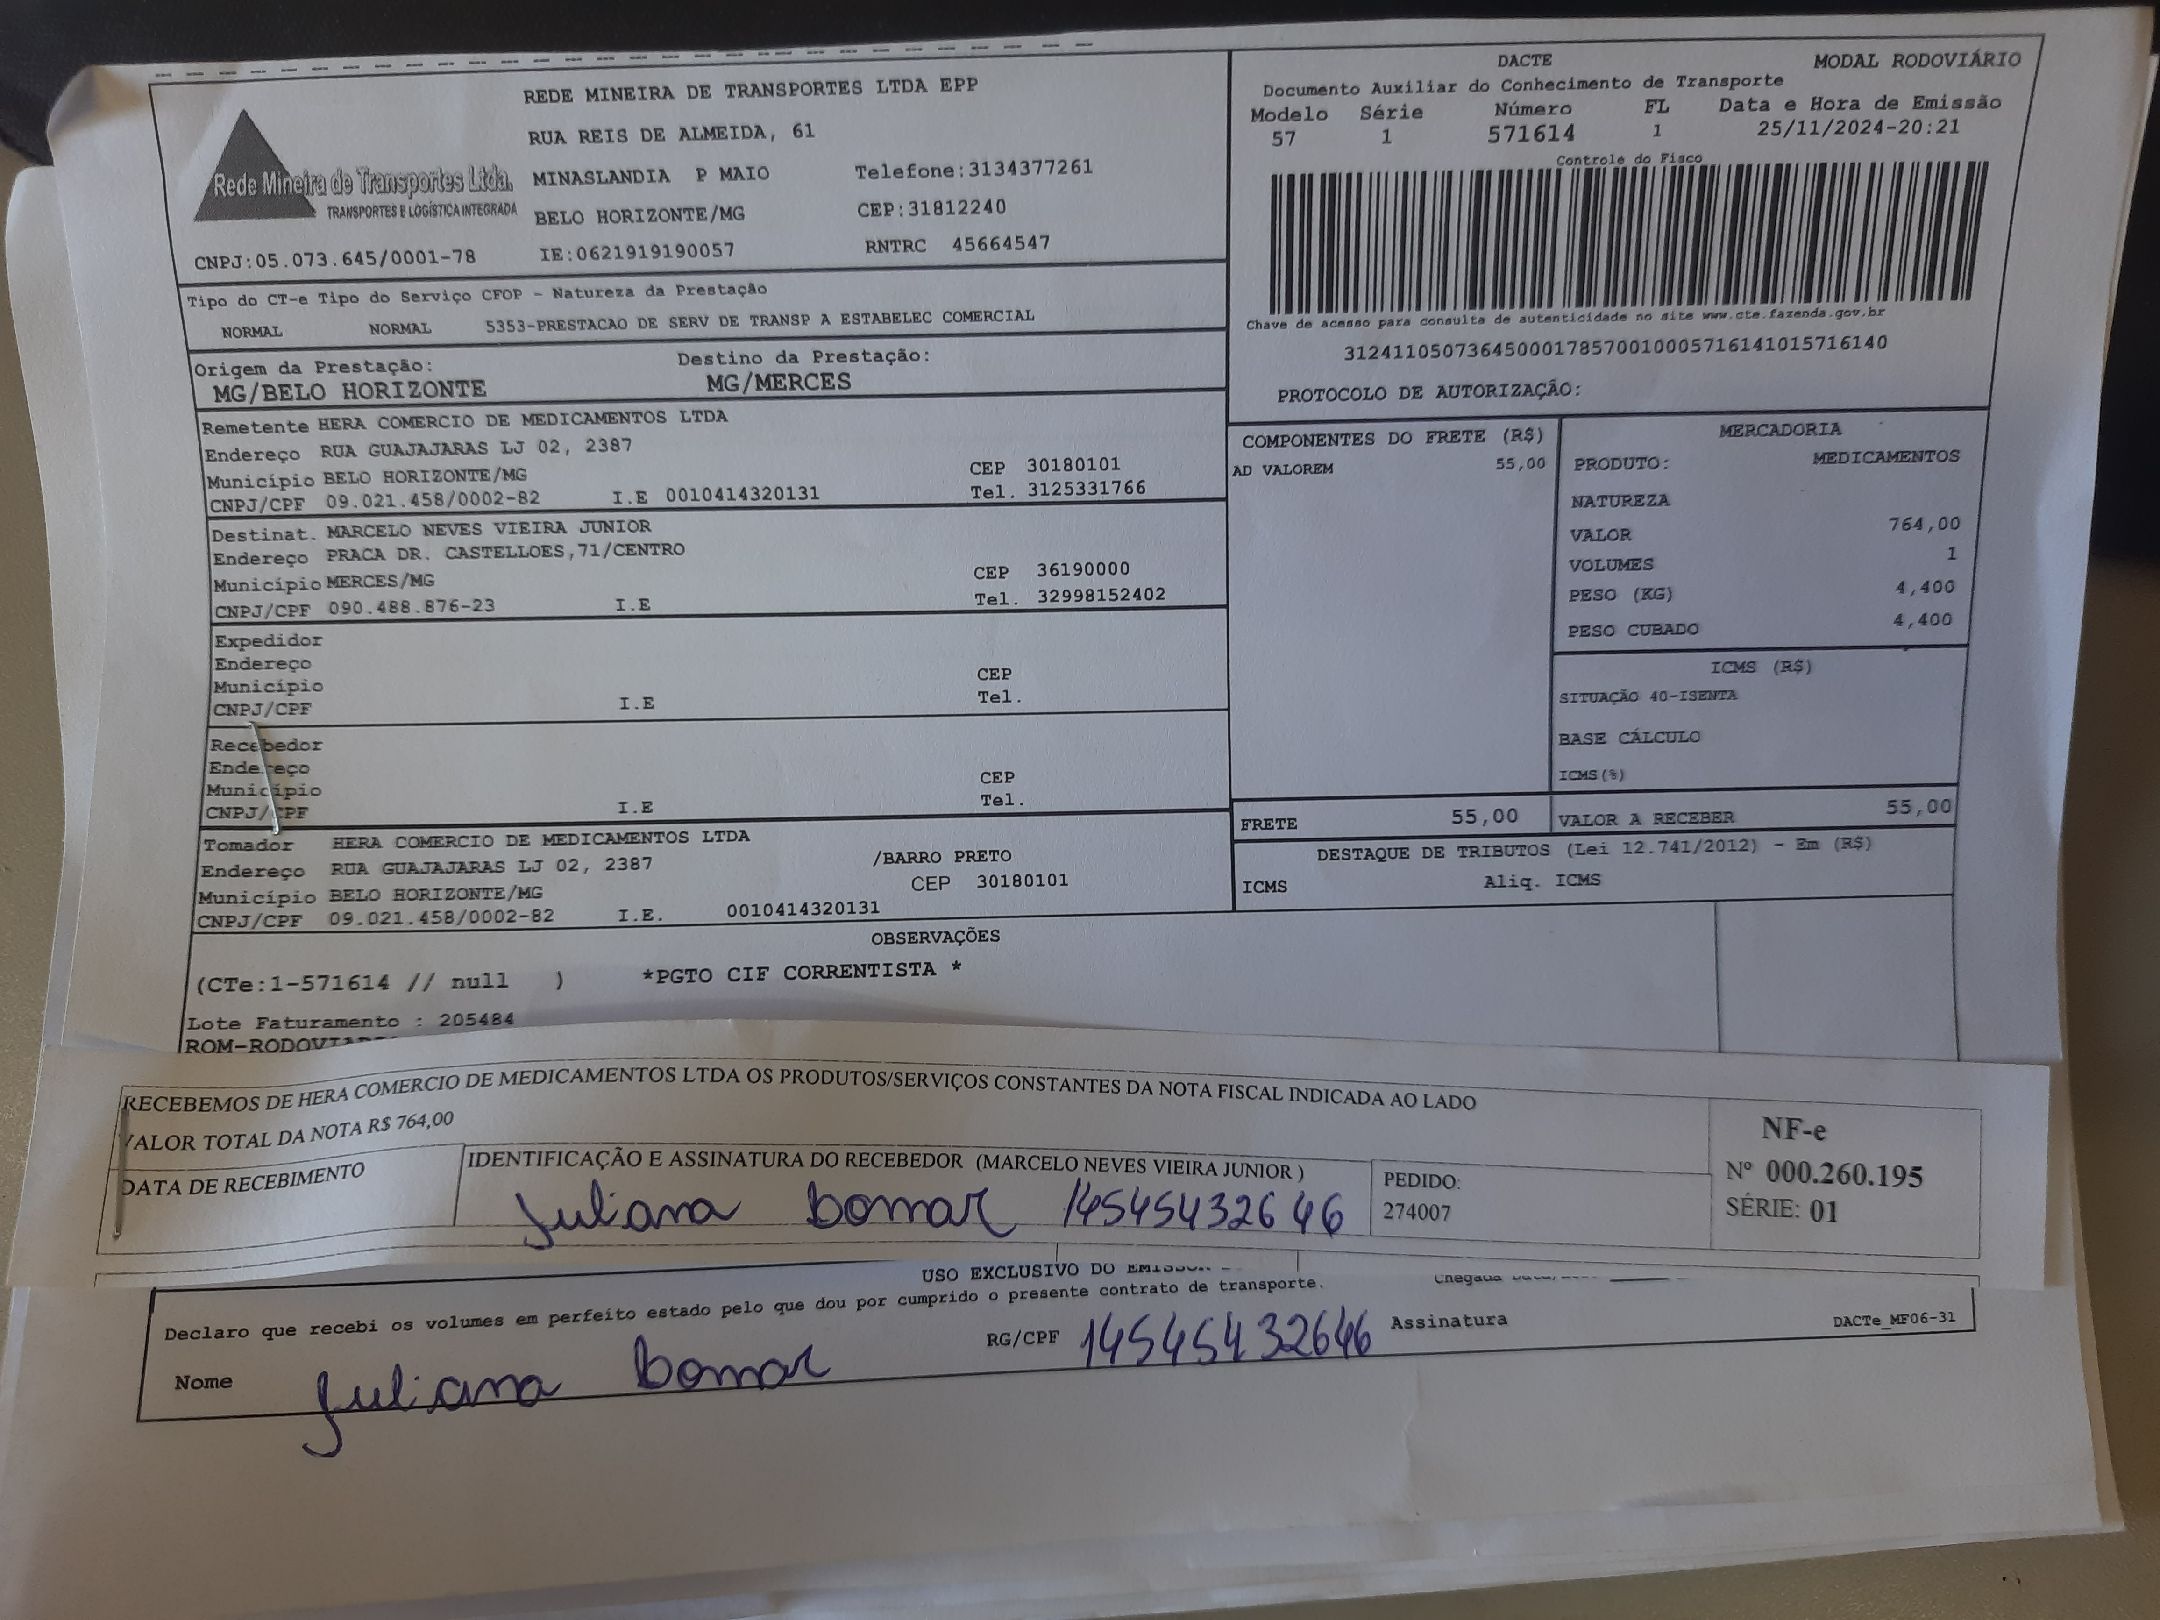 REDE MINEIRA DE TRANSPORTES LTDA EPP
RUA REIS DE ALMEIDA, 61
MINASLANDIA P MAIO Telefone:3134377261
BELO HORIZONTE/MG CEP:31812240
CNPJ:05.073.645/0001-78 IE:0621919190057 RNTRC 45664547
Rede Mineira de Transportes Ltda.
TRANSPORTES E LOGÍSTICA INTEGRADA
DACTE MODAL RODOVIÁRIO
Documento Auxiliar do Conhecimento de Transporte
Modelo Série Número FL Data e Hora de Emissão
57 1 571614 1 25/11/2024-20:21
Controle do Fisco
Chave de acesso para consulta de autenticidade no site www.cte.fazenda.gov.br
31241105073645000178570010005716141015716140
PROTOCOLO DE AUTORIZAÇÃO:
Tipo do CT-e Tipo do Serviço CFOP - Natureza da Prestação
NORMAL NORMAL 5353-PRESTACAO DE SERV DE TRANSP A ESTABELEC COMERCIAL
Origem da Prestação: Destino da Prestação:
MG/BELO HORIZONTE MG/MERCES
Remetente HERA COMERCIO DE MEDICAMENTOS LTDA
Endereço RUA GUAJAJARAS LJ 02, 2387
Município BELO HORIZONTE/MG CEP 30180101
CNPJ/CPF 09.021.458/0002-82 I.E 0010414320131 Tel. 3125331766
Destinat. MARCELO NEVES VIEIRA JUNIOR
Endereço PRACA DR. CASTELLOES,71/CENTRO
Município MERCES/MG CEP 36190000
CNPJ/CPF 090.488.876-23 I.E Tel. 32998152402
Expedidor
Endereço
Município CEP
CNPJ/CPF I.E Tel.
Recebedor
Endereço
Município CEP
CNPJ/CPF I.E Tel.
Tomador HERA COMERCIO DE MEDICAMENTOS LTDA
Endereço RUA GUAJAJARAS LJ 02, 2387 /BARRO PRETO
Município BELO HORIZONTE/MG CEP 30180101
CNPJ/CPF 09.021.458/0002-82 I.E. 0010414320131
COMPONENTES DO FRETE (R$)
AD VALOREM 55,00
MERCADORIA
PRODUTO: MEDICAMENTOS
NATUREZA
VALOR 764,00
VOLUMES 1
PESO (KG) 4,400
PESO CUBADO 4,400
ICMS (R$)
SITUAÇÃO 40-ISENTA
BASE CÁLCULO
ICMS(%)
FRETE 55,00 VALOR A RECEBER 55,00
DESTAQUE DE TRIBUTOS (Lei 12.741/2012) - Em (R$)
ICMS Aliq. ICMS
OBSERVAÇÕES
(CTe:1-571614 // null ) *PGTO CIF CORRENTISTA *
Lote Faturamento : 205484
RECEBEMOS DE HERA COMERCIO DE MEDICAMENTOS LTDA OS PRODUTOS/SERVIÇOS CONSTANTES DA NOTA FISCAL INDICADA AO LADO
VALOR TOTAL DA NOTA R$ 764,00
DATA DE RECEBIMENTO IDENTIFICAÇÃO E ASSINATURA DO RECEBEDOR (MARCELO NEVES VIEIRA JUNIOR )
Juliana bomar 14545432646
PEDIDO:
274007
NF-e
Nº 000.260.195
SÉRIE: 01
USO EXCLUSIVO DO
Declaro que recebi os volumes em perfeito estado pelo que dou por cumprido o presente contrato de transporte.
Nome Juliana bomar RG/CPF 14545432646 Assinatura
DACTe_MF06-31